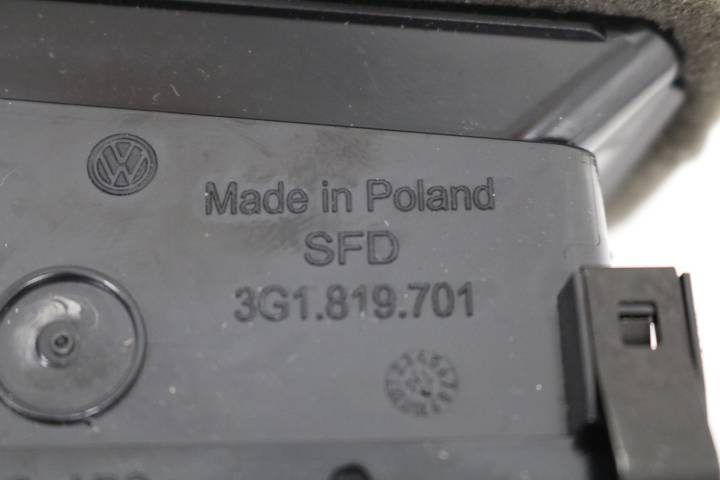 Made in Poland
SFD
3G1.819.701